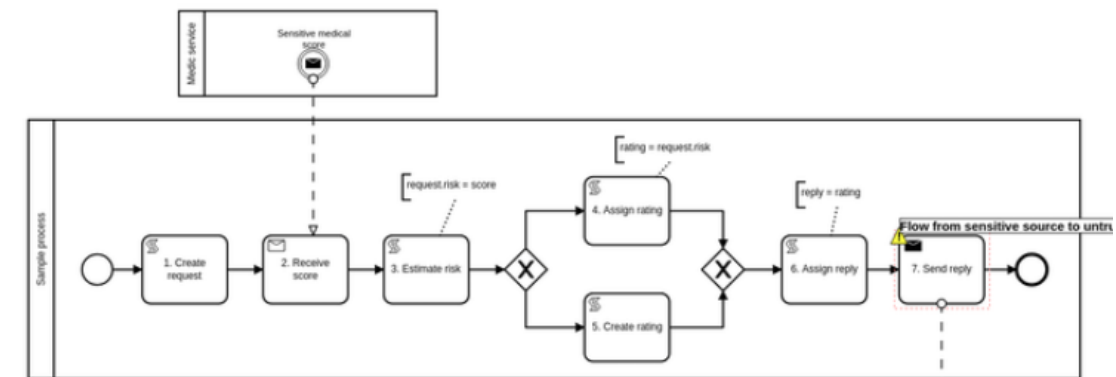 Medic service
Sensitive medical
score
Sample process
1. Create
request
2. Receive
score
request.risk = score
3. Estimate risk
rating = request.risk
4. Assign rating
5. Create rating
reply = rating
6. Assign reply
Flow from sensitive source to untru
7. Send reply